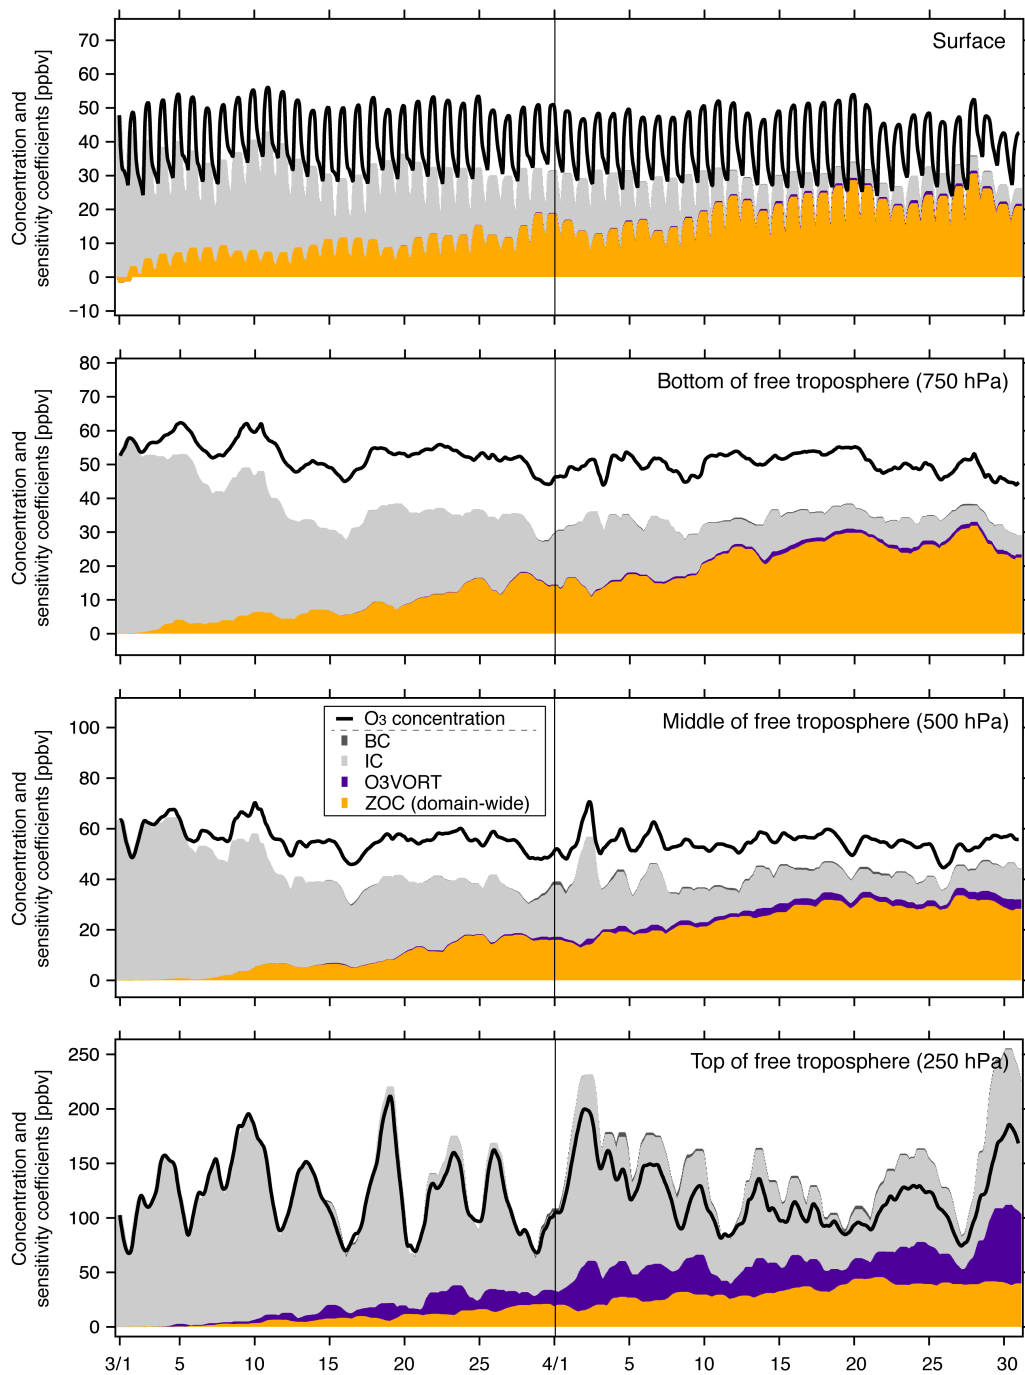 Surface
70
60
50
40
30
20
10
0
−10
Concentration and
sensitivity coefficients [ppbv]
Bottom of free troposphere (750 hPa)
80
70
60
50
40
30
20
10
0
Concentration and
sensitivity coefficients [ppbv]
Middle of free troposphere (500 hPa)
100
80
60
40
20
0
Concentration and
sensitivity coefficients [ppbv]
O3 concentration
BC
IC
O3VORT
ZOC (domain-wide)
Top of free troposphere (250 hPa)
250
200
150
100
50
0
Concentration and
sensitivity coefficients [ppbv]
3/1 5 10 15 20 25 4/1 5 10 15 20 25 30